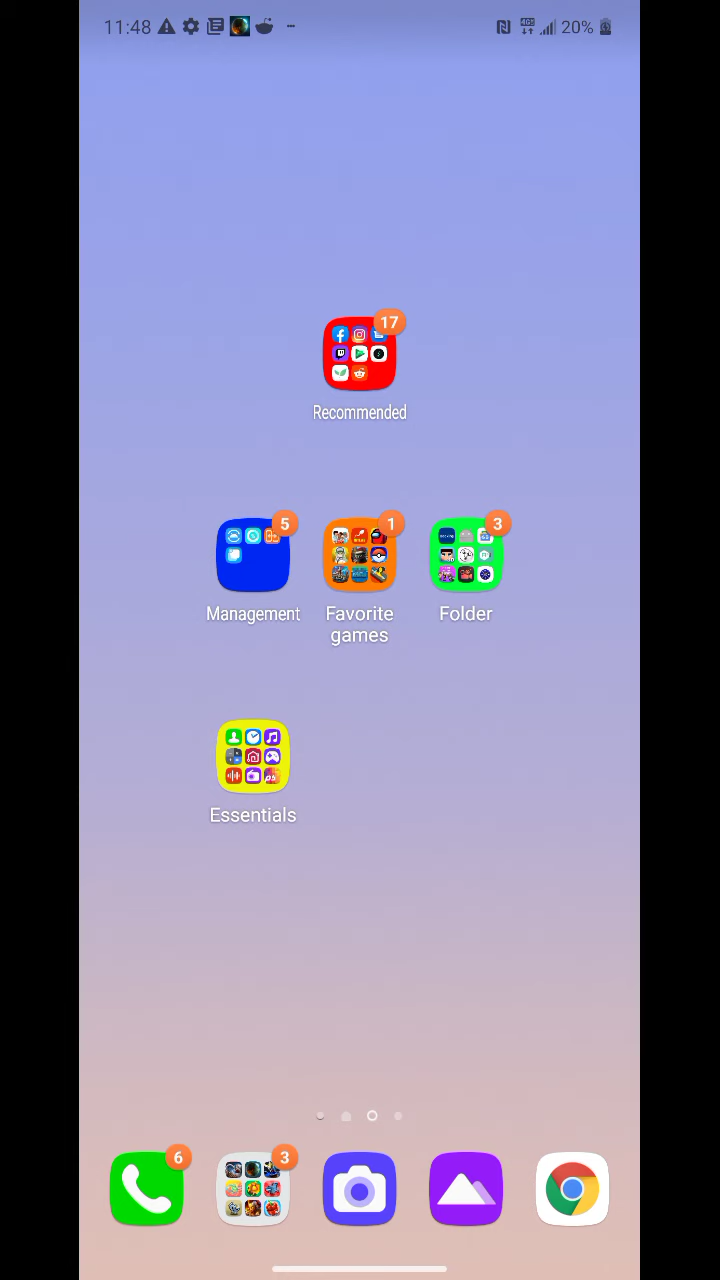 11:48 20%
17
Recommended
5 1 3
Management Favorite games Folder
Essentials
6 3